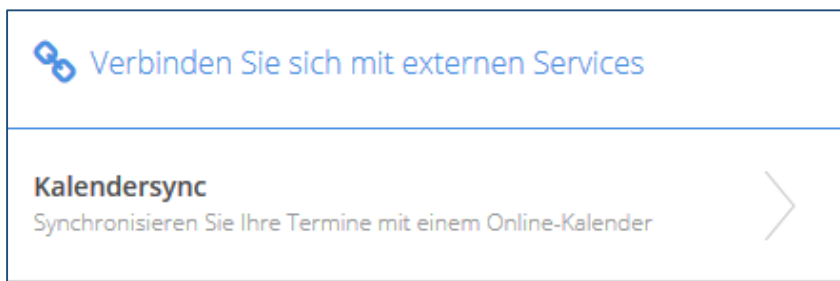 Verbinden Sie sich mit externen Services
Kalendersync
Synchronisieren Sie Ihre Termine mit einem Online-Kalender